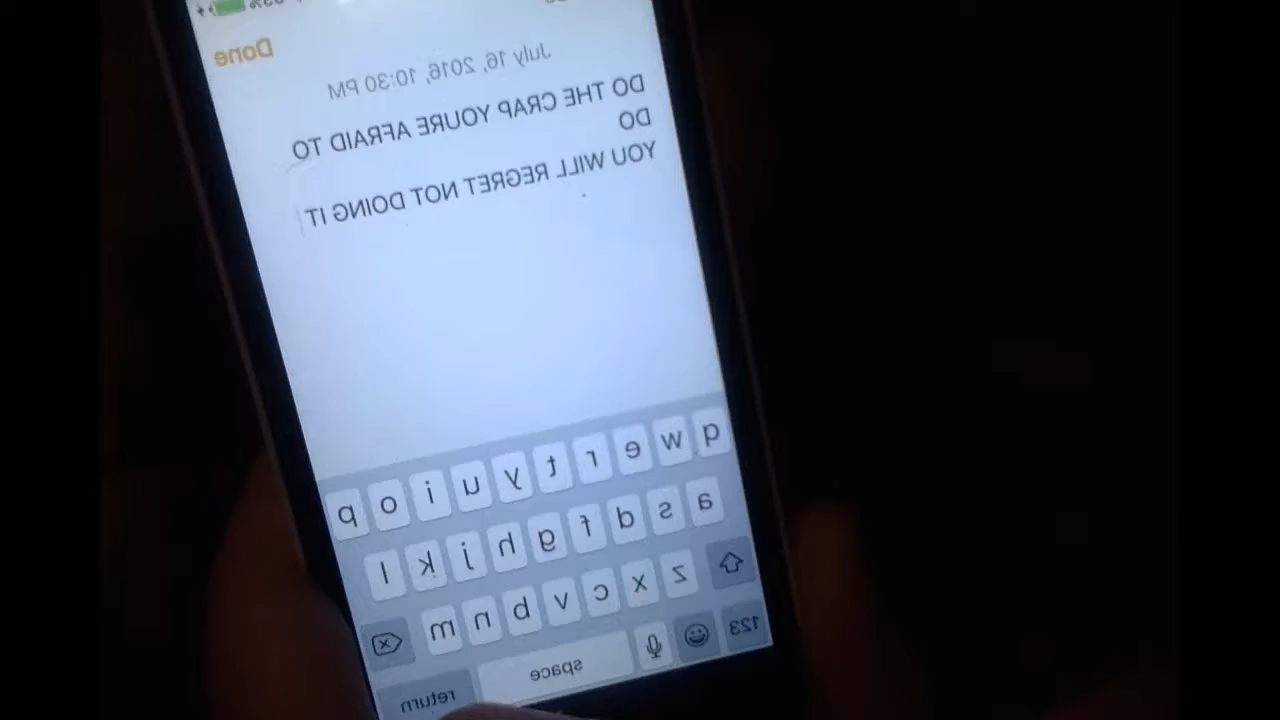 Done
July 16, 2016, 10:30 PM
DO THE CRAP YOURE AFRAID TO
DO
YOU WILL REGRET NOT DOING IT
q w e r t y u i o p
a s d f g h j k l
z x c v b n m
123 space return